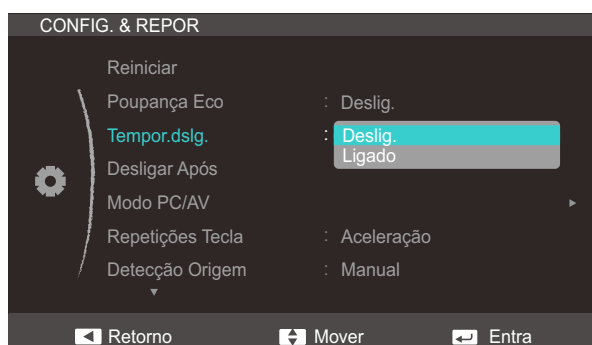 CONFIG. & REPOR
Reiniciar
Poupança Eco : Deslig.
Tempor.dslg. : Deslig.
Ligado
Desligar Após
Modo PC/AV
Repetições Tecla : Aceleração
Detecção Origem : Manual
Retorno Mover Entra